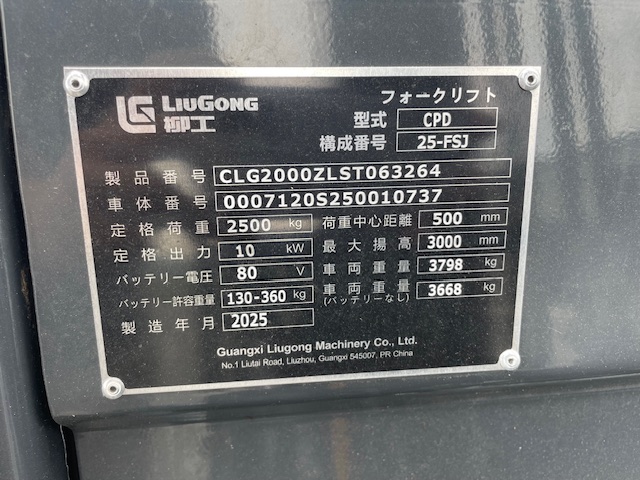 LiuGong フォークリフト
柳工 型式 CPD
構成番号 25-FSJ
製品番号 CLG2000ZLST063264
車体番号 0007120S250010737
定格荷重 2500 kg 荷重中心距離 500 mm
定格出力 10 kW 最大揚高 3000 mm
バッテリー電圧 80 V 車両重量 3798 kg
バッテリー許容重量 130-360 kg 車両重量 (バッテリーなし) 3668 kg
製造年月 2025
Guangxi Liugong Machinery Co., Ltd.
No.1 Liutai Road, Liuzhou, Guangxi 545007, PR China